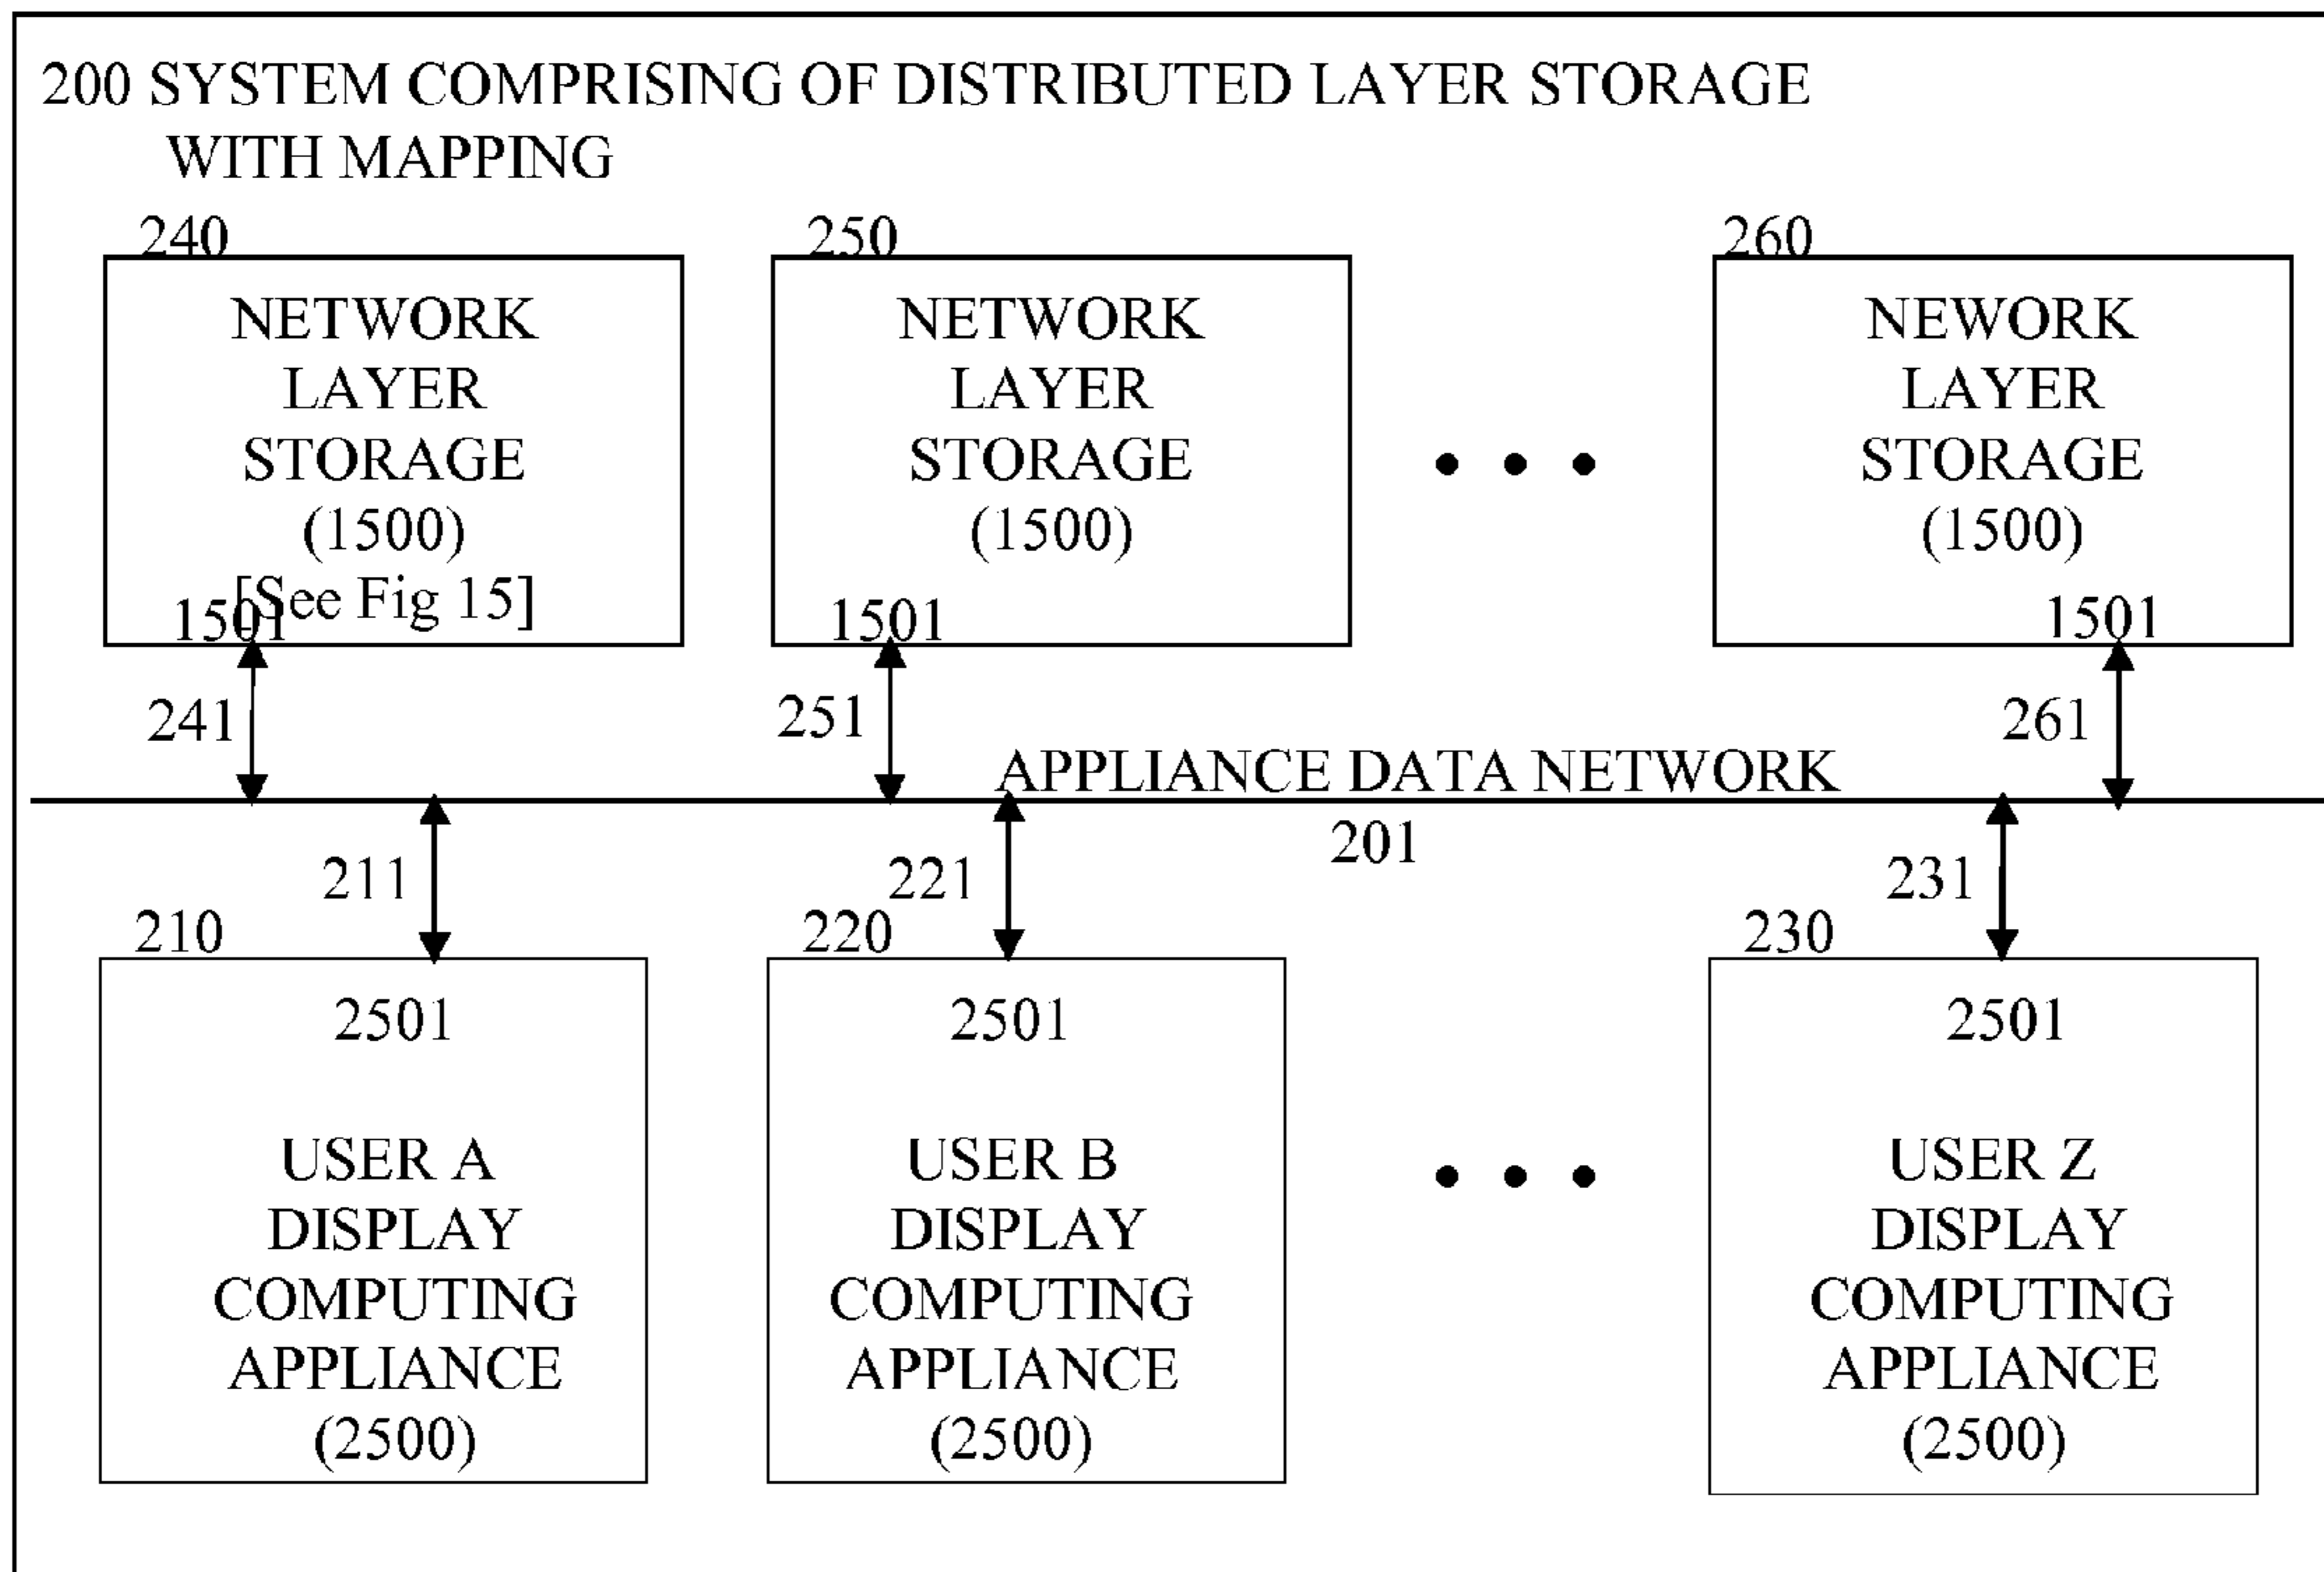 200 SYSTEM COMPRISING OF DISTRIBUTED LAYER STORAGE
WITH MAPPING
240
NETWORK
LAYER
STORAGE
(1500)
[See Fig 15]
1501
250
NETWORK
LAYER
STORAGE
(1500)
1501
260
NEWORK
LAYER
STORAGE
(1500)
1501
241
251
261
APPLIANCE DATA NETWORK
201
211
221
231
210
2501
USER A
DISPLAY
COMPUTING
APPLIANCE
(2500)
220
2501
USER B
DISPLAY
COMPUTING
APPLIANCE
(2500)
230
2501
USER Z
DISPLAY
COMPUTING
APPLIANCE
(2500)